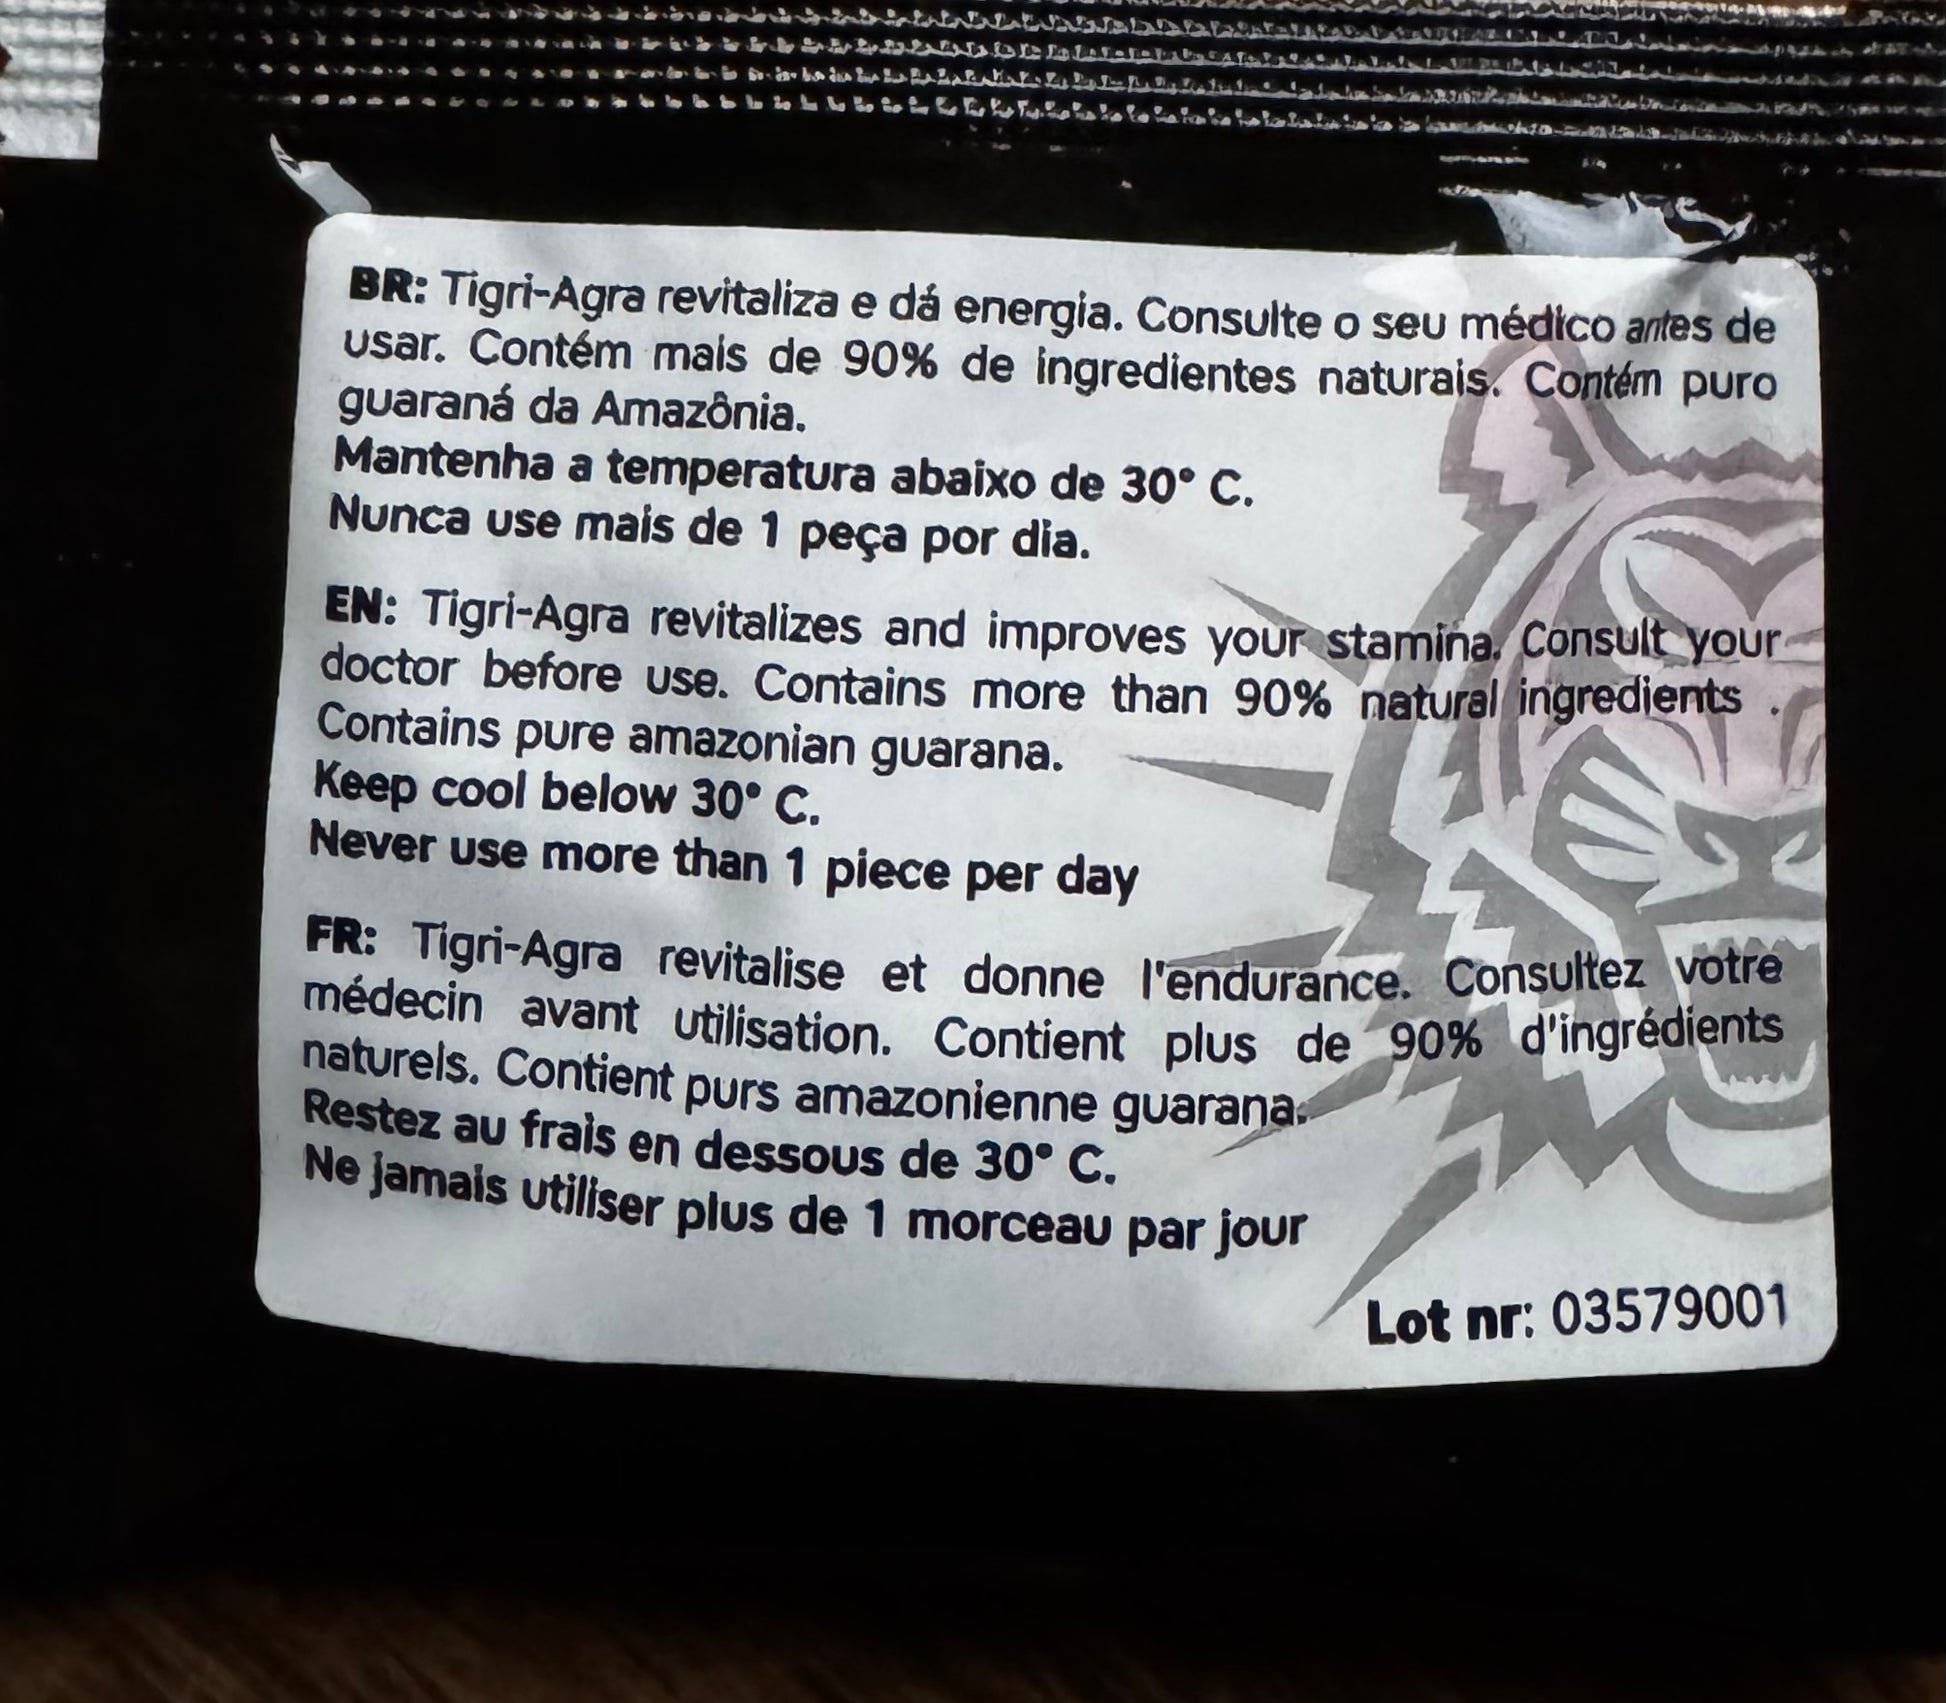 BR: Tigri-Agra revitaliza e dá energia. Consulte o seu médico antes de
usar. Contém mais de 90% de ingredientes naturais. Contém puro
guaraná da Amazônia.
Mantenha a temperatura abaixo de 30° C.
Nunca use mais de 1 peça por dia.
EN: Tigri-Agra revitalizes and improves your stamina. Consult your
doctor before use. Contains more than 90% natural ingredients .
Contains pure amazonian guarana.
Keep cool below 30° C.
Never use more than 1 piece per day
FR: Tigri-Agra revitalise et donne l'endurance. Consultez votre
médecin avant utilisation. Contient plus de 90% d'ingrédients
naturels. Contient purs amazonienne guarana.
Restez au frais en dessous de 30° C.
Ne jamais utiliser plus de 1 morceau par jour
Lot nr: 03579001